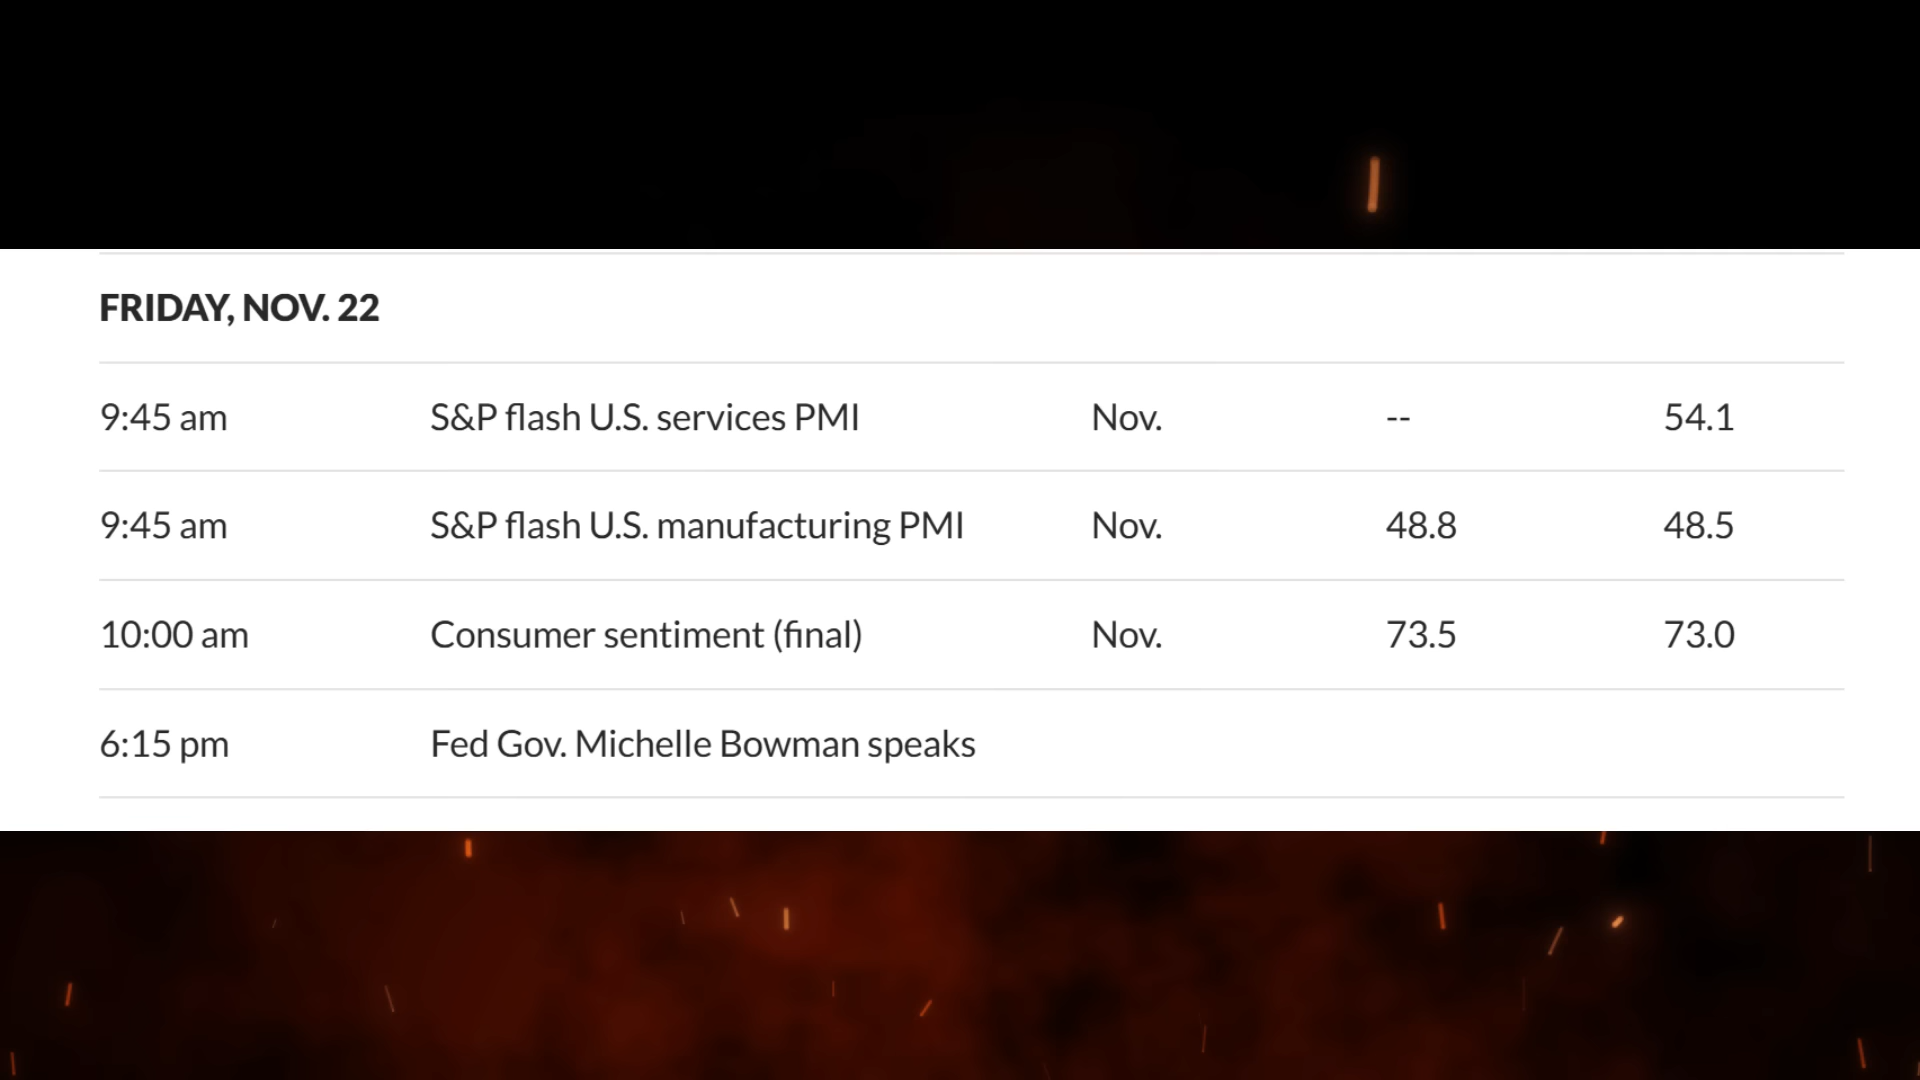 FRIDAY, NOV. 22
9:45 am S&P flash U.S. services PMI Nov. -- 54.1
9:45 am S&P flash U.S. manufacturing PMI Nov. 48.8 48.5
10:00 am Consumer sentiment (final) Nov. 73.5 73.0
6:15 pm Fed Gov. Michelle Bowman speaks